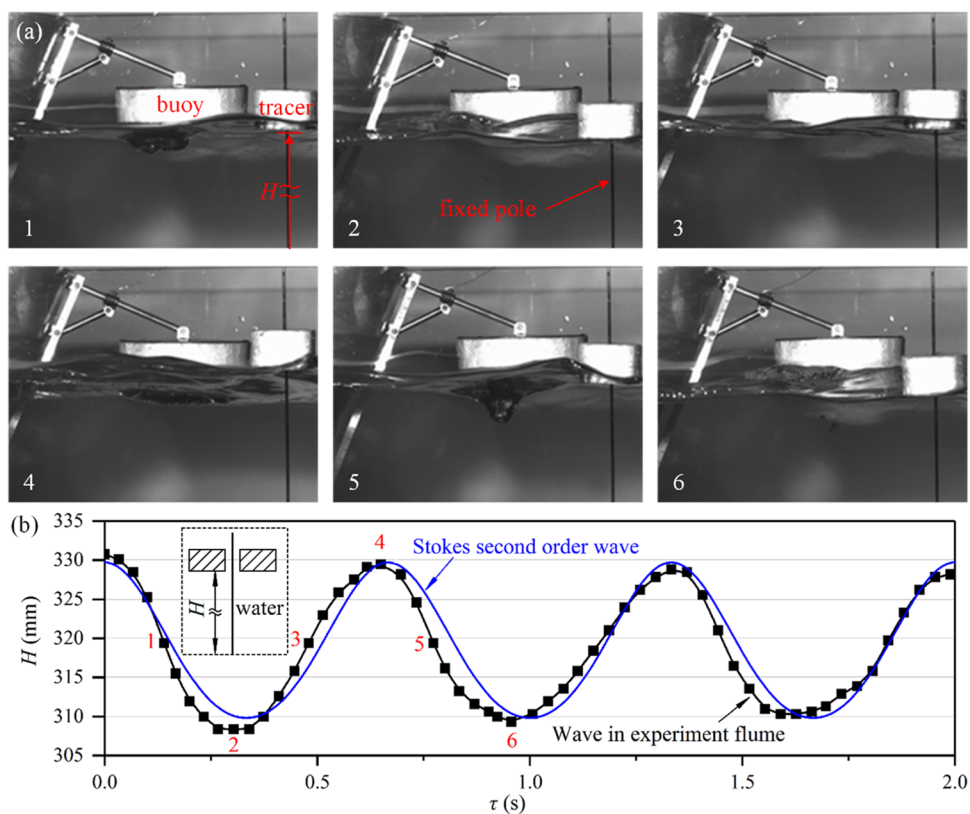 (a)
buoy
tracer
H
1
fixed pole
2
3
4
5
6
(b)
335
330
325
320
315
310
305
H (mm)
H
water
Stokes second order wave
Wave in experiment flume
1
2
3
4
5
6
0.0
0.5
1.0
1.5
2.0
τ (s)